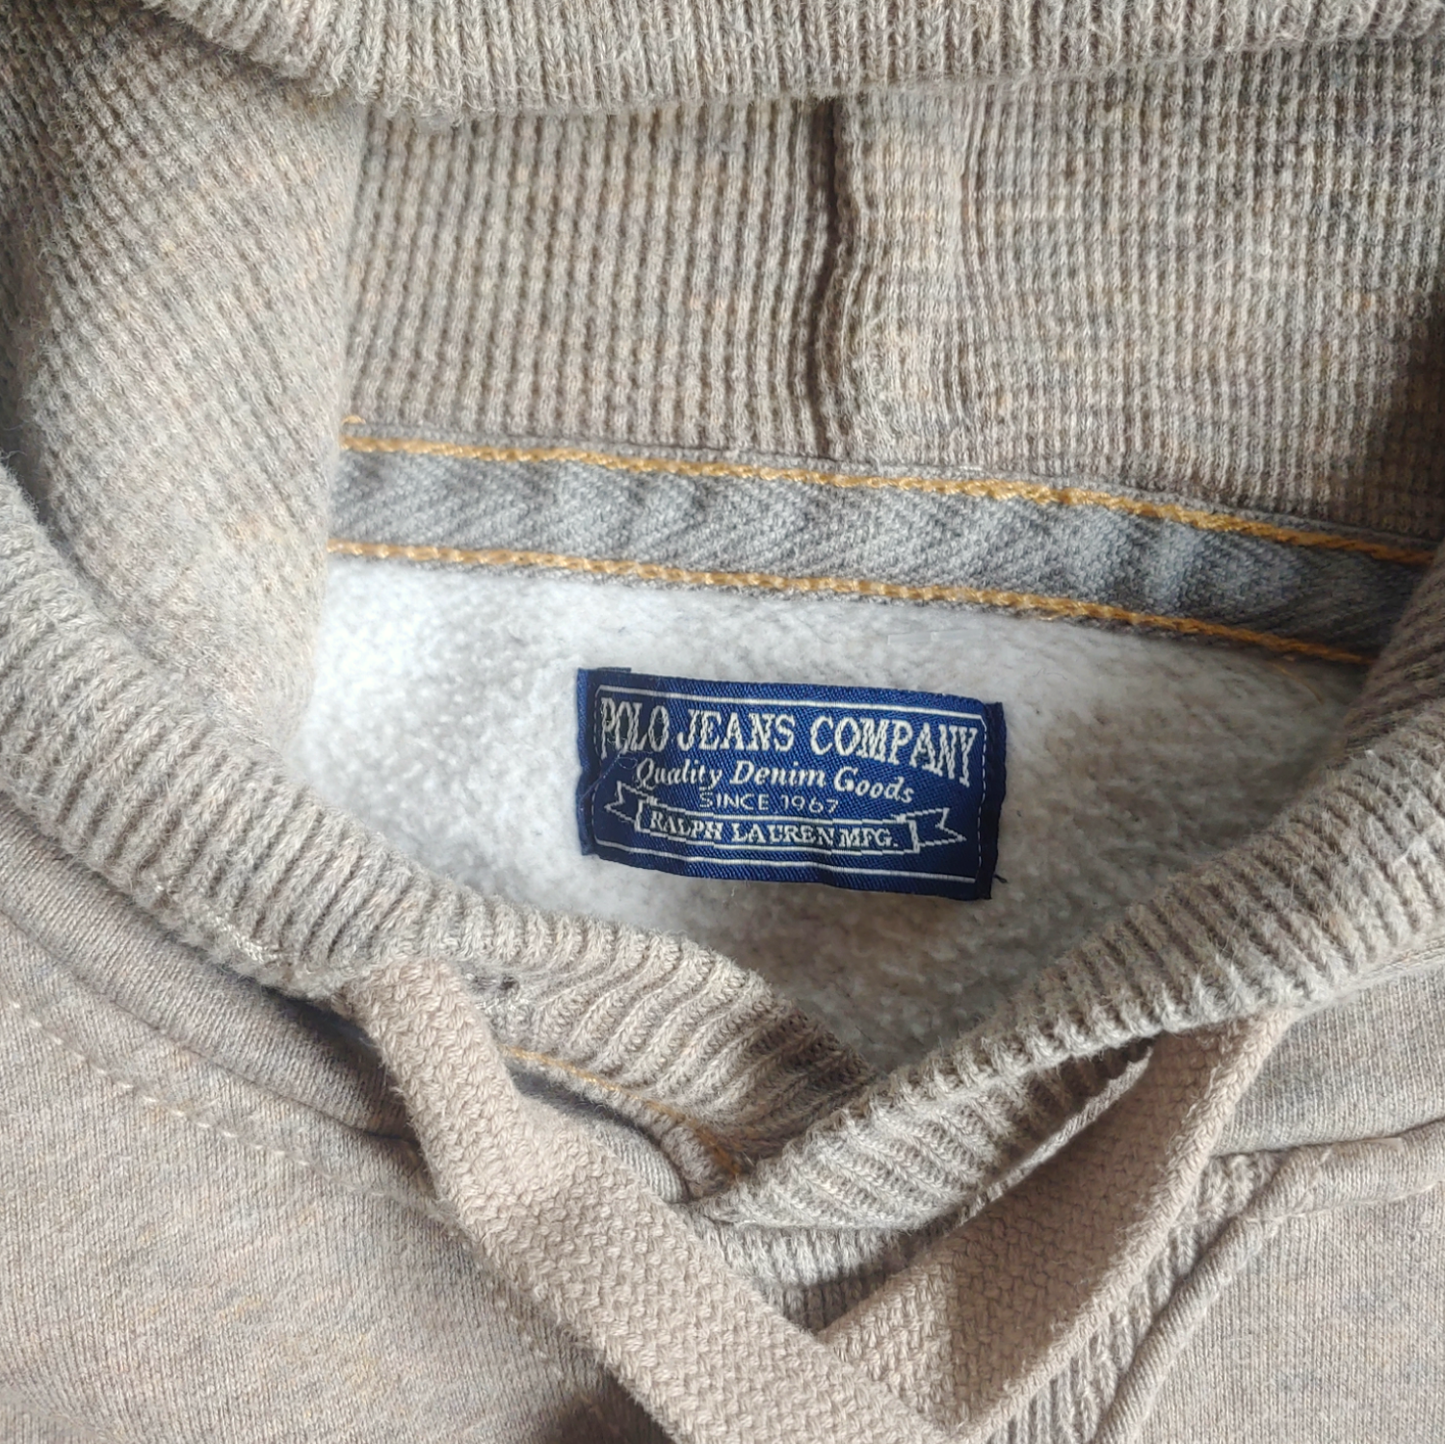 POLO JEANS COMPANY
Quality Denim Goods
SINCE 1967
RALPH LAUREN MFG.